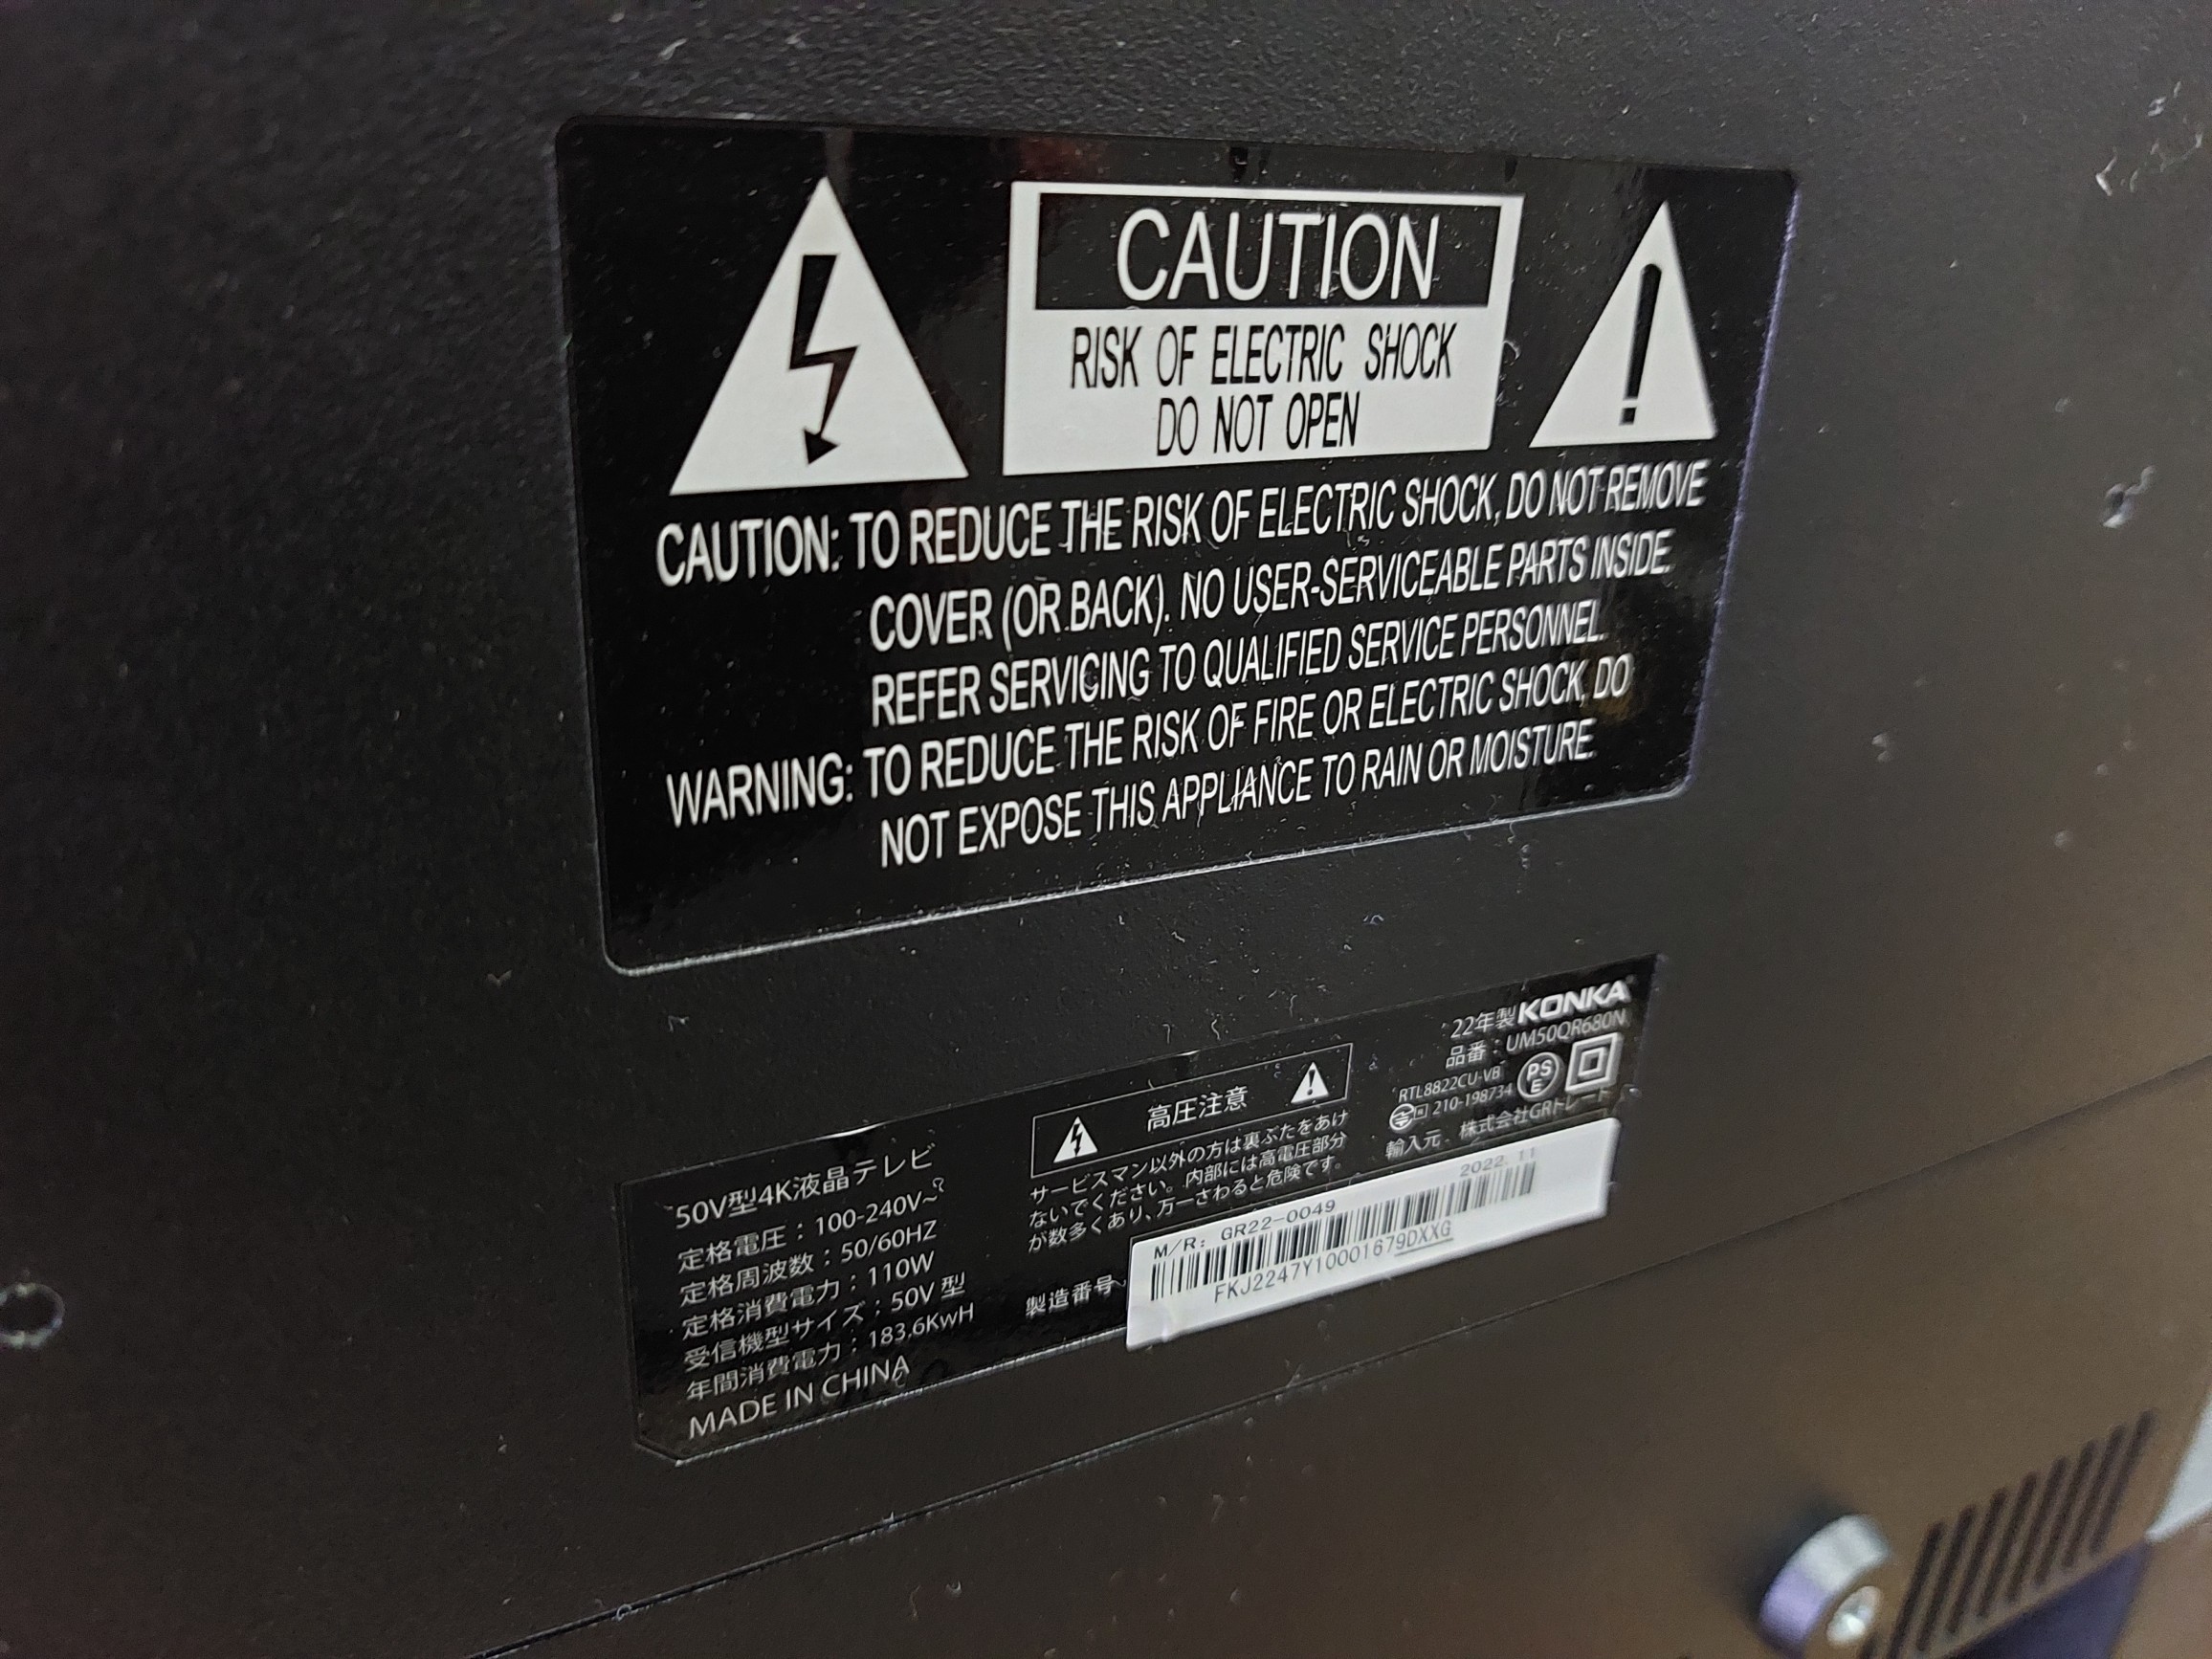 CAUTION
RISK OF ELECTRIC SHOCK
DO NOT OPEN
CAUTION: TO REDUCE THE RISK OF ELECTRIC SHOCK, DO NOT REMOVE
COVER (OR BACK). NO USER-SERVICEABLE PARTS INSIDE.
REFER SERVICING TO QUALIFIED SERVICE PERSONNEL.
WARNING: TO REDUCE THE RISK OF FIRE OR ELECTRIC SHOCK, DO
NOT EXPOSE THIS APPLIANCE TO RAIN OR MOISTURE.
50V型4K液晶テレビ
定格電圧：100-240V~
定格周波数：50/60HZ
定格消費電力：110W
受信機型サイズ：50V 型
年間消費電力：183.6KwH
MADE IN CHINA
高圧注意
サービスマン以外の方は裏ぶたをあけ
ないでください。内部には高電圧部分
が数多くあり、万一さわると危険です。
製造番号
22年製 KONKA
品番：UM50QR680N
RTL8822CU-VB
210-198734
PS
E
輸入元 株式会社GRトレード
2022.11
M/R: GR22-0049
FKJ2247Y10001679DXXG